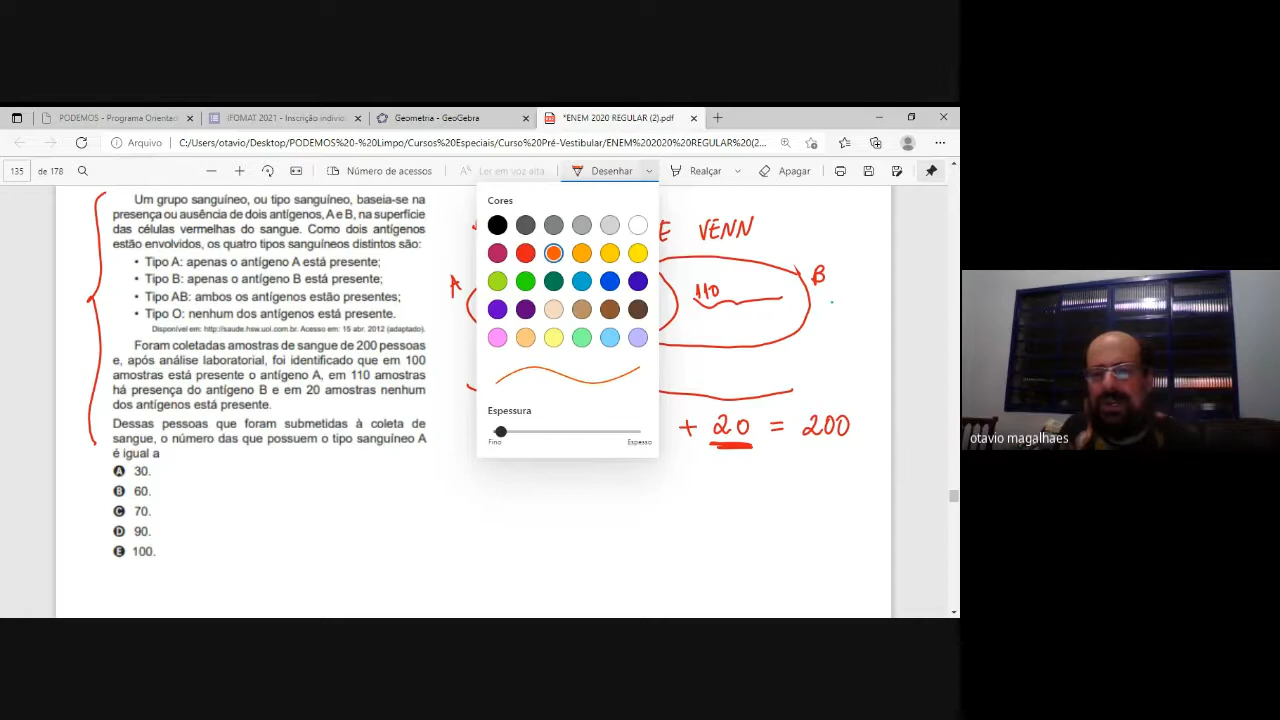 PODEMOS - Programa Orientad
iFOMAT 2021 - Inscrição individ
Geometria - GeoGebra
*ENEM 2020 REGULAR (2).pdf
Arquivo
C:/Users/otavio/Desktop/PODEMOS%20-%20Limpo/Cursos%20Especiais/Curso%20Pré-Vestibular/ENEM%202020%20REGULAR%20(2...
135
de 178
Número de acessos
Ler em voz alta
Desenhar
Realçar
Apagar
Um grupo sanguíneo, ou tipo sanguíneo, baseia-se na
presença ou ausência de dois antígenos, A e B, na superfície
das células vermelhas do sangue. Como dois antígenos
estão envolvidos, os quatro tipos sanguíneos distintos são:
• Tipo A: apenas o antígeno A está presente;
• Tipo B: apenas o antígeno B está presente;
• Tipo AB: ambos os antígenos estão presentes;
• Tipo O: nenhum dos antígenos está presente.
Disponível em: http://saude.hsw.uol.com.br. Acesso em: 15 abr. 2012 (adaptado).
Foram coletadas amostras de sangue de 200 pessoas
e, após análise laboratorial, foi identificado que em 100
amostras está presente o antígeno A, em 110 amostras
há presença do antígeno B e em 20 amostras nenhum
dos antígenos está presente.
Dessas pessoas que foram submetidas à coleta de
sangue, o número das que possuem o tipo sanguíneo A
é igual a
A 30.
B 60.
C 70.
D 90.
E 100.
Cores
Espessura
Fino
Espesso
E VENN
A
B
110
+ 20 = 200
otavio magalhaes